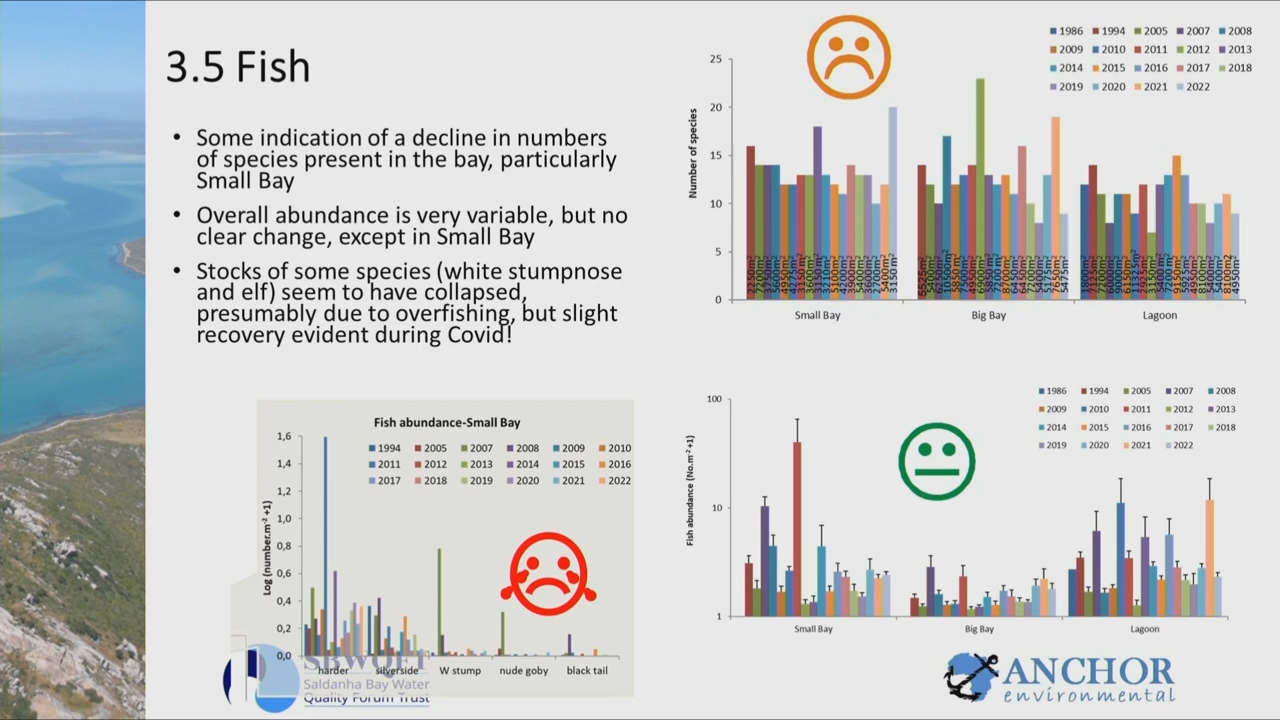 3.5 Fish
• Some indication of a decline in numbers
of species present in the bay, particularly
Small Bay
• Overall abundance is very variable, but no
clear change, except in Small Bay
• Stocks of some species (white stumpnose
and elf) seem to have collapsed,
presumably due to overfishing, but slight
recovery evident during Covid!
1986 1994 2005 2007 2008
2009 2010 2011 2012 2013
2014 2015 2016 2017 2018
2019 2020 2021 2022
Number of species
25
20
15
10
5
0
Small Bay Big Bay Lagoon
Fish abundance-Small Bay
1994 2005 2007 2008 2009 2010
2011 2012 2013 2014 2015 2016
2017 2018 2019 2020 2021 2022
Log (number.m⁻² +1)
1,6
1,4
1,2
1,0
0,8
0,6
0,4
0,2
0,0
harder silverside W stump nude goby black tail
1986 1994 2005 2007 2008
2009 2010 2011 2012 2013
2014 2015 2016 2017 2018
2019 2020 2021 2022
Fish abundance (No.m⁻² +1)
100
10
1
Small Bay Big Bay Lagoon
SBWQFT
Saldanha Bay Water
Quality Forum Trust
ANCHOR
environmental